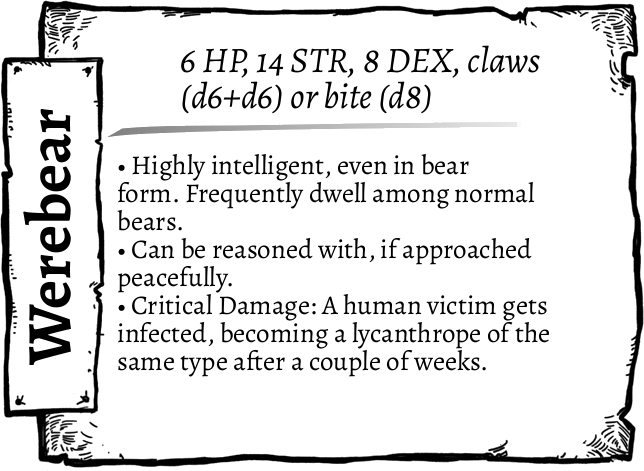 Werebear
6 HP, 14 STR, 8 DEX, claws
(d6+d6) or bite (d8)
• Highly intelligent, even in bear
form. Frequently dwell among normal
bears.
• Can be reasoned with, if approached
peacefully.
• Critical Damage: A human victim gets
infected, becoming a lycanthrope of the
same type after a couple of weeks.